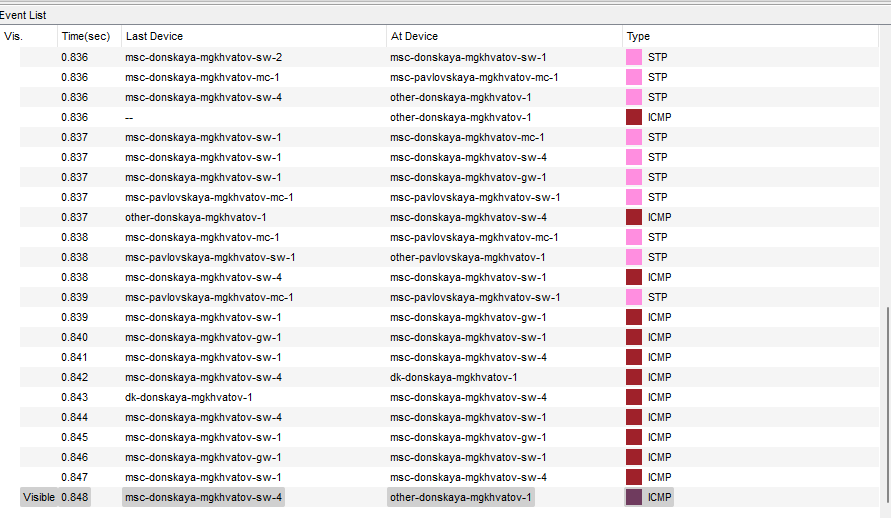 Event List
Vis. Time(sec) Last Device At Device Type
0.836 msc-donskaya-mgkhvatov-sw-2 msc-donskaya-mgkhvatov-sw-1 STP
0.836 msc-donskaya-mgkhvatov-mc-1 msc-pavlovskaya-mgkhvatov-mc-1 STP
0.836 msc-donskaya-mgkhvatov-sw-4 other-donskaya-mgkhvatov-1 STP
0.836 -- other-donskaya-mgkhvatov-1 ICMP
0.837 msc-donskaya-mgkhvatov-sw-1 msc-donskaya-mgkhvatov-mc-1 STP
0.837 msc-donskaya-mgkhvatov-sw-1 msc-donskaya-mgkhvatov-sw-4 STP
0.837 msc-donskaya-mgkhvatov-sw-1 msc-donskaya-mgkhvatov-gw-1 STP
0.837 msc-pavlovskaya-mgkhvatov-mc-1 msc-pavlovskaya-mgkhvatov-sw-1 STP
0.837 other-donskaya-mgkhvatov-1 msc-donskaya-mgkhvatov-sw-4 ICMP
0.838 msc-donskaya-mgkhvatov-mc-1 msc-pavlovskaya-mgkhvatov-mc-1 STP
0.838 msc-pavlovskaya-mgkhvatov-sw-1 other-pavlovskaya-mgkhvatov-1 STP
0.838 msc-donskaya-mgkhvatov-sw-4 msc-donskaya-mgkhvatov-sw-1 ICMP
0.839 msc-pavlovskaya-mgkhvatov-mc-1 msc-pavlovskaya-mgkhvatov-sw-1 STP
0.839 msc-donskaya-mgkhvatov-sw-1 msc-donskaya-mgkhvatov-gw-1 ICMP
0.840 msc-donskaya-mgkhvatov-gw-1 msc-donskaya-mgkhvatov-sw-1 ICMP
0.841 msc-donskaya-mgkhvatov-sw-1 msc-donskaya-mgkhvatov-sw-4 ICMP
0.842 msc-donskaya-mgkhvatov-sw-4 dk-donskaya-mgkhvatov-1 ICMP
0.843 dk-donskaya-mgkhvatov-1 msc-donskaya-mgkhvatov-sw-4 ICMP
0.844 msc-donskaya-mgkhvatov-sw-4 msc-donskaya-mgkhvatov-sw-1 ICMP
0.845 msc-donskaya-mgkhvatov-sw-1 msc-donskaya-mgkhvatov-gw-1 ICMP
0.846 msc-donskaya-mgkhvatov-gw-1 msc-donskaya-mgkhvatov-sw-1 ICMP
0.847 msc-donskaya-mgkhvatov-sw-1 msc-donskaya-mgkhvatov-sw-4 ICMP
Visible 0.848 msc-donskaya-mgkhvatov-sw-4 other-donskaya-mgkhvatov-1 ICMP